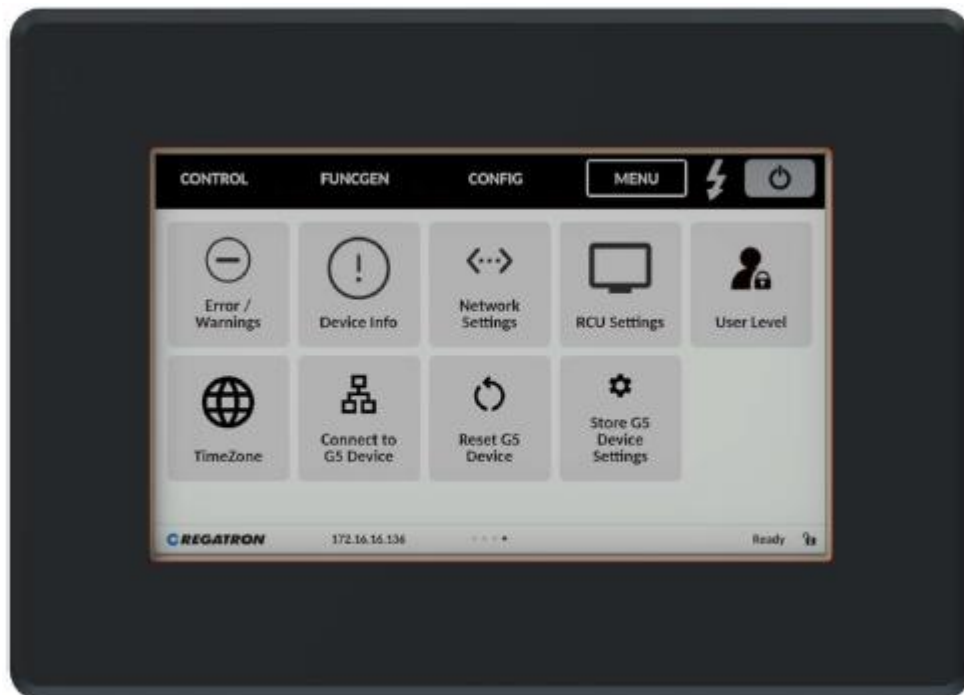 CONTROL FUNCGEN CONFIG MENU
Error /
Warnings
Device Info
Network
Settings
RCU Settings
User Level
TimeZone
Connect to
G5 Device
Reset G5
Device
Store G5
Device
Settings
REGATRON 172.16.16.136 Ready